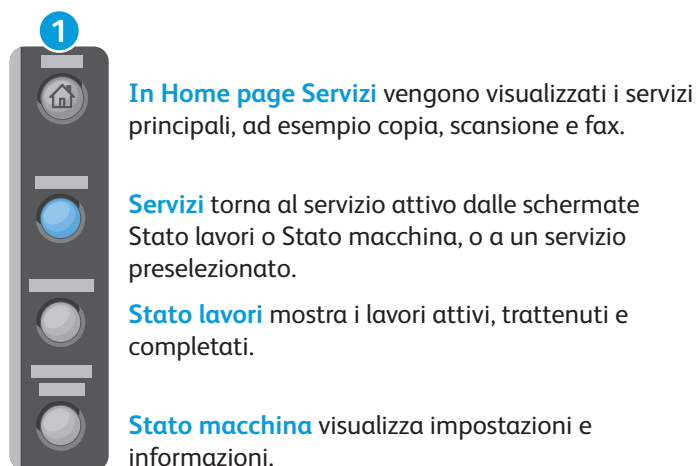 1
In Home page Servizi vengono visualizzati i servizi
principali, ad esempio copia, scansione e fax.
Servizi torna al servizio attivo dalle schermate
Stato lavori o Stato macchina, o a un servizio
preselezionato.
Stato lavori mostra i lavori attivi, trattenuti e
completati.
Stato macchina visualizza impostazioni e
informazioni.